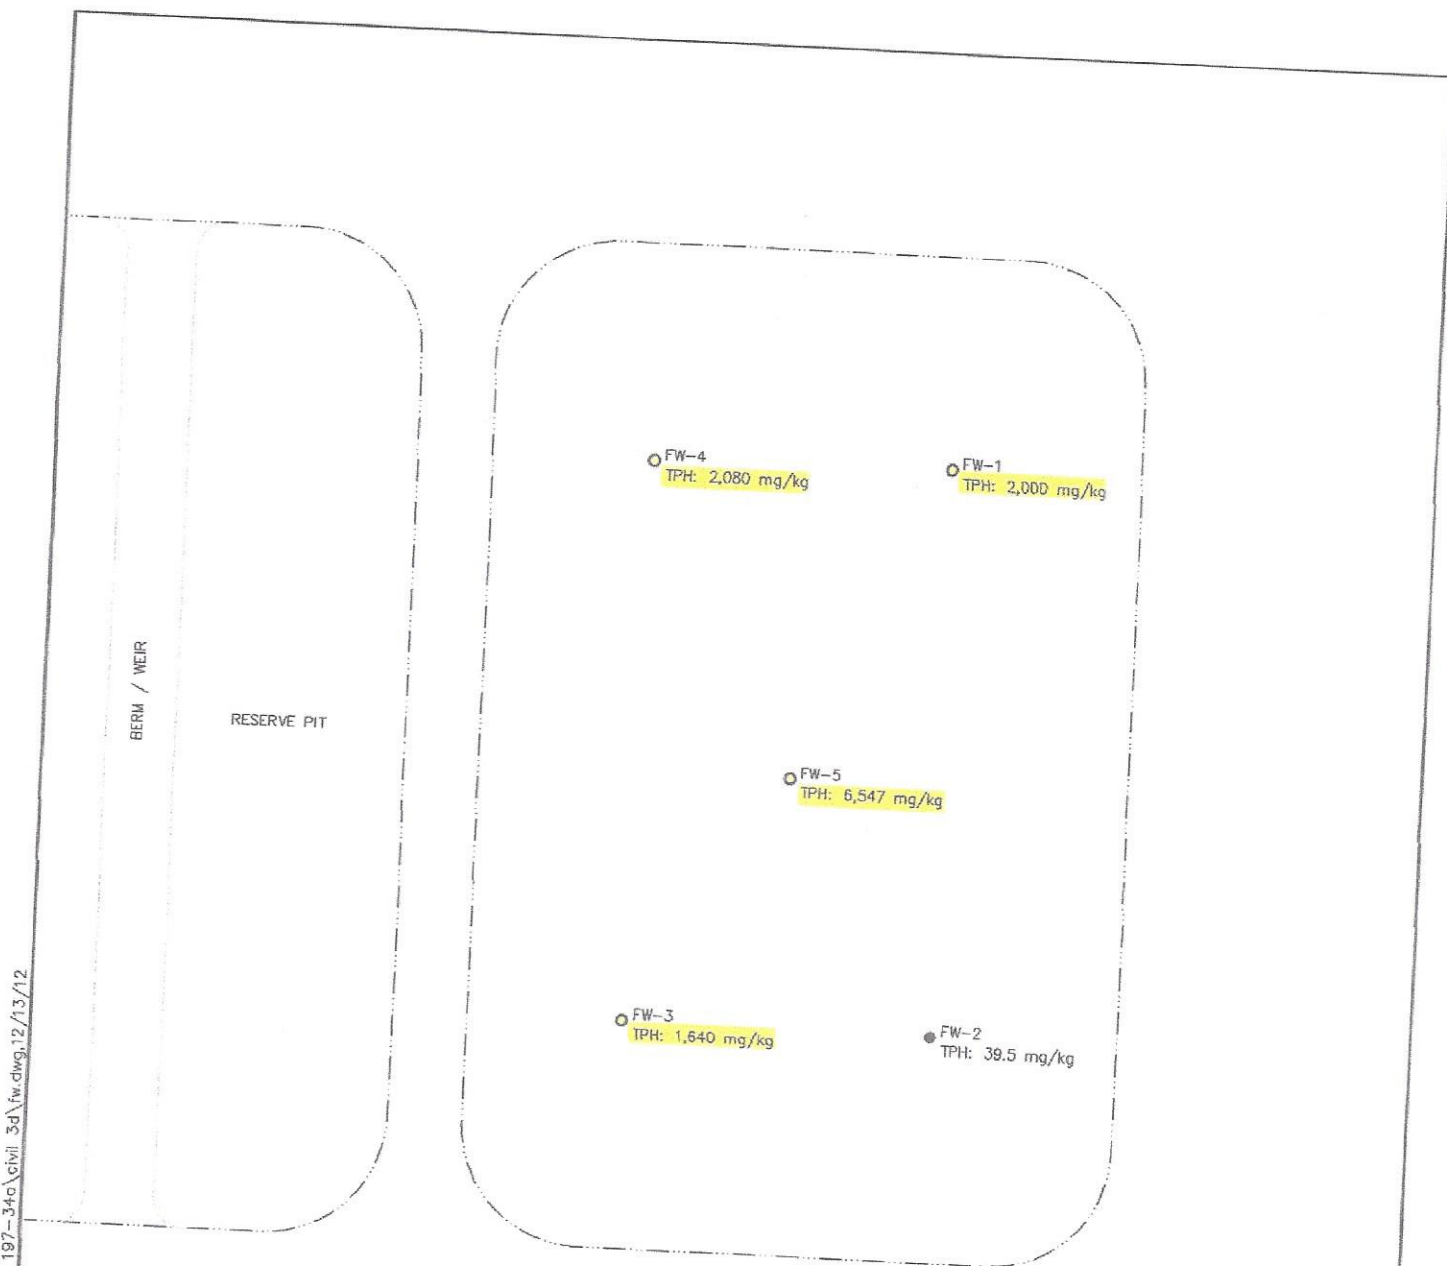 FW-4
TPH: 2,080 mg/kg
FW-1
TPH: 2,000 mg/kg
BERM / WEIR
RESERVE PIT
FW-5
TPH: 6,547 mg/kg
FW-3
TPH: 1,640 mg/kg
FW-2
TPH: 39.5 mg/kg
197-34a\civil 3d\fw.dwg,12/13/12